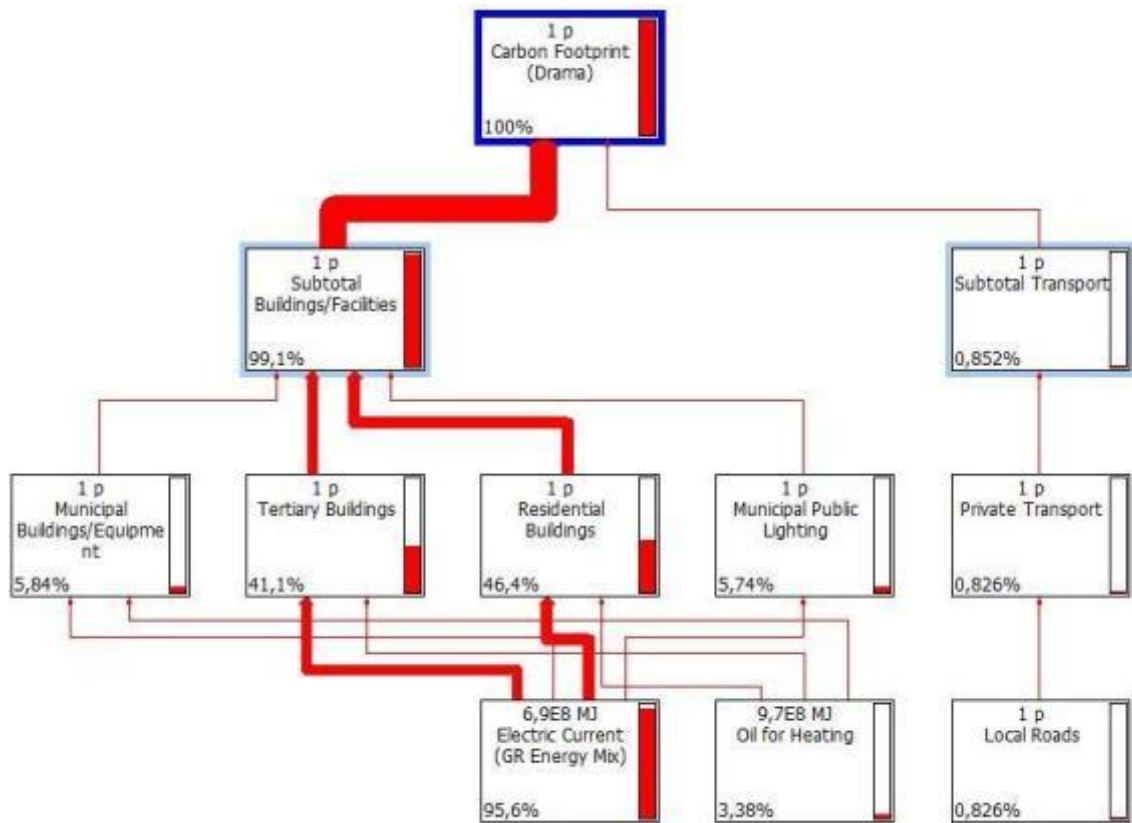 1 p
Carbon Footprint
(Drama)
100%
1 p
Subtotal
Buildings/Facilities
99,1%
1 p
Subtotal Transport
0,852%
1 p
Municipal
Buildings/Equipme
nt
5,84%
1 p
Tertiary Buildings
41,1%
1 p
Residential
Buildings
46,4%
1 p
Municipal Public
Lighting
5,74%
1 p
Private Transport
0,826%
6,9E8 MJ
Electric Current
(GR Energy Mix)
95,6%
9,7E8 MJ
Oil for Heating
3,38%
1 p
Local Roads
0,826%